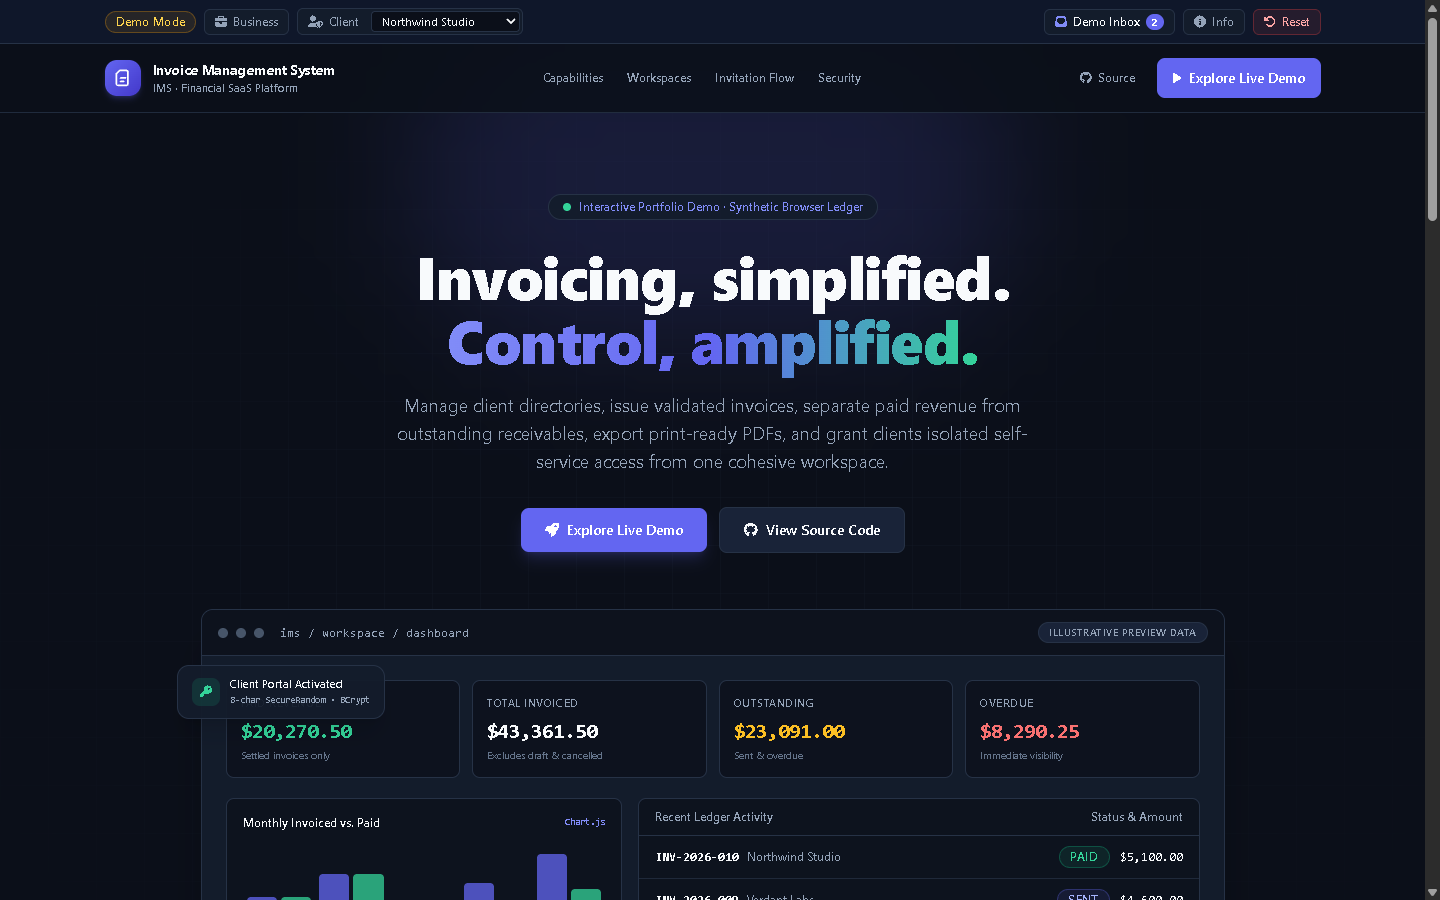 Demo Mode
Business
Client
Northwind Studio
Demo Inbox 2
Info
Reset
Invoice Management System
IMS · Financial SaaS Platform
Capabilities
Workspaces
Invitation Flow
Security
Source
Explore Live Demo
Interactive Portfolio Demo · Synthetic Browser Ledger
Invoicing, simplified.
Control, amplified.
Manage client directories, issue validated invoices, separate paid revenue from
outstanding receivables, export print-ready PDFs, and grant clients isolated self-
service access from one cohesive workspace.
Explore Live Demo
View Source Code
ims / workspace / dashboard
ILLUSTRATIVE PREVIEW DATA
Client Portal Activated
8-char SecureRandom • BCrypt
$20,270.50
Settled invoices only
TOTAL INVOICED
$43,361.50
Excludes draft & cancelled
OUTSTANDING
$23,091.00
Sent & overdue
OVERDUE
$8,290.25
Immediate visibility
Monthly Invoiced vs. Paid
Chart.js
Recent Ledger Activity
Status & Amount
INV-2026-010 Northwind Studio PAID $5,100.00
INV-2026-009 Verdant Labs SENT